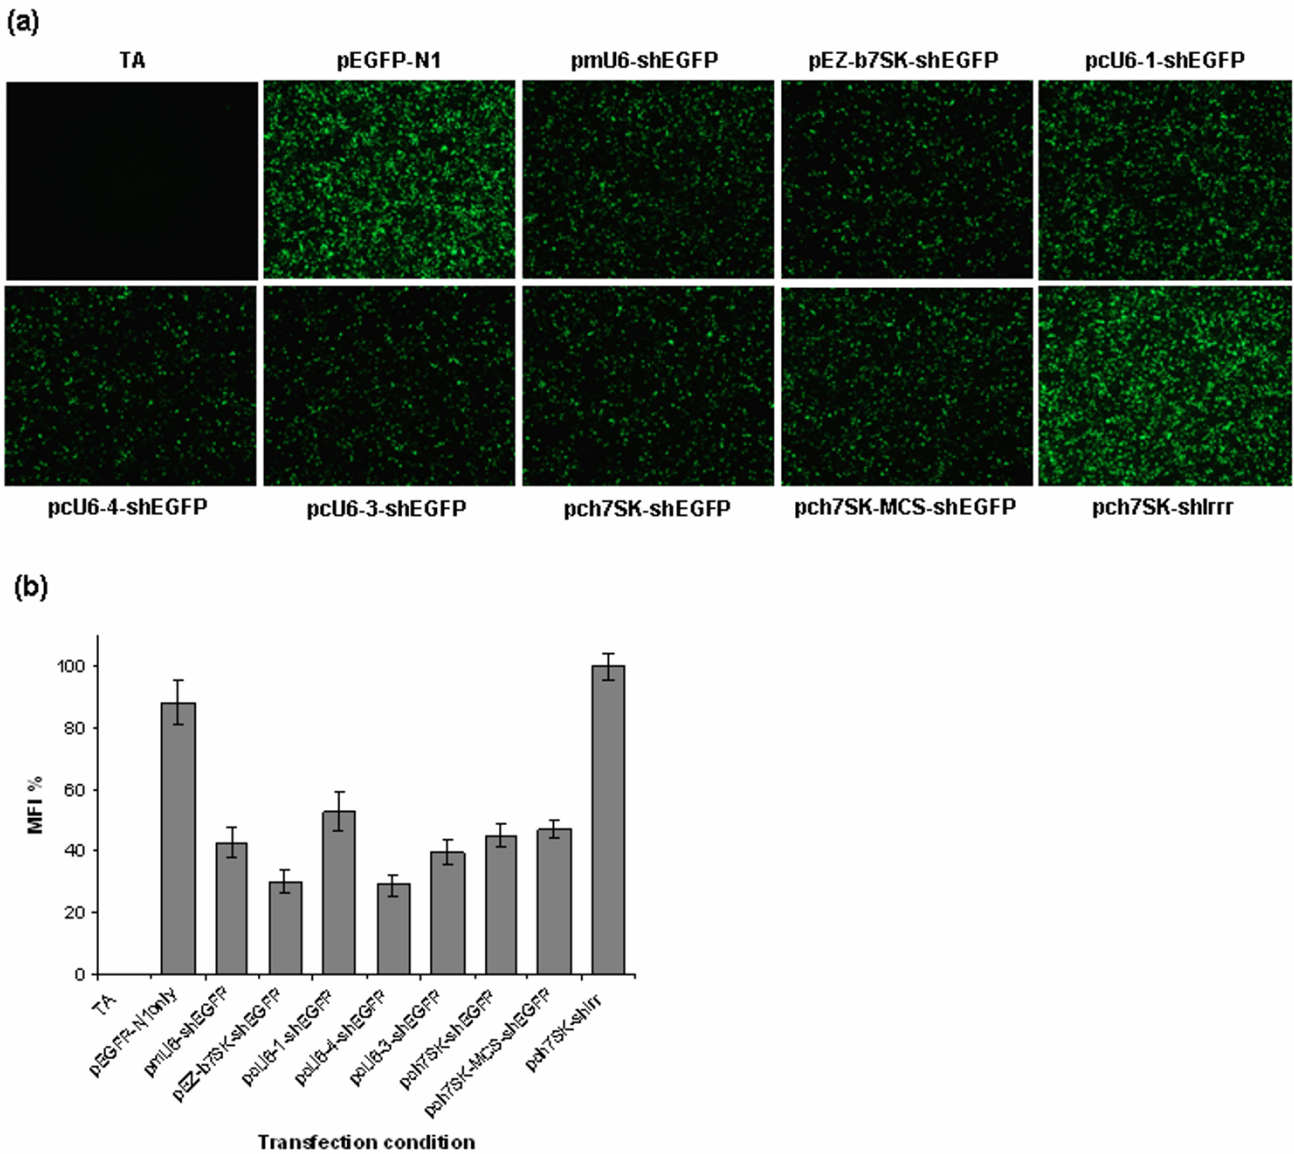 (a)
TA pEGFP-N1 pmU6-shEGFP pEZ-b7SK-shEGFP pcU6-1-shEGFP
pcU6-4-shEGFP pcU6-3-shEGFP pch7SK-shEGFP pch7SK-MCS-shEGFP pch7SK-shIrrr
(b)
MFI %
100
80
60
40
20
0
TA
pEGFP-N1only
pmU6-shEGFP
pEZ-b7SK-shEGFP
pcU6-1-shEGFP
pcU6-4-shEGFP
pcU6-3-shEGFP
pch7SK-shEGFP
pch7SK-MCS-shEGFP
pch7SK-shIrr
Transfection condition